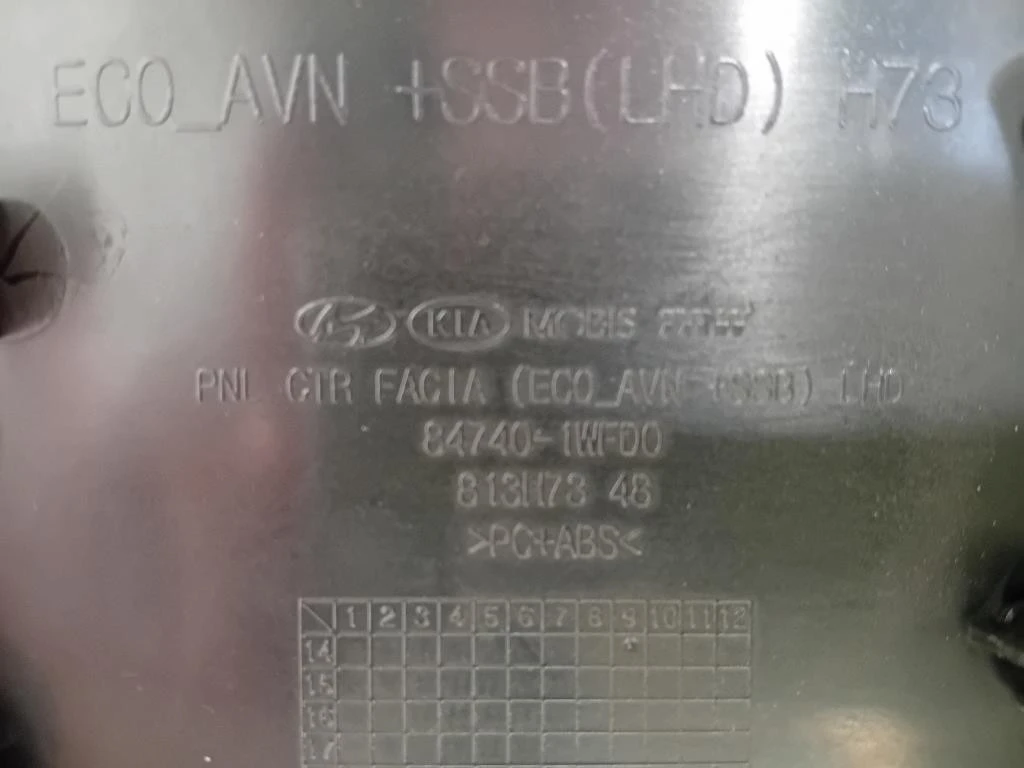 ECO_AVN +SSB(LHD) H73
KIA MOBIS
PNL CTR FACIA (ECO_AVN +SSB) LHD
84740-1WFD0
813H73 48
>PC+ABS<
1 2 3 4 5 6 7 8 9 10 11 12
14 *
15
16
17